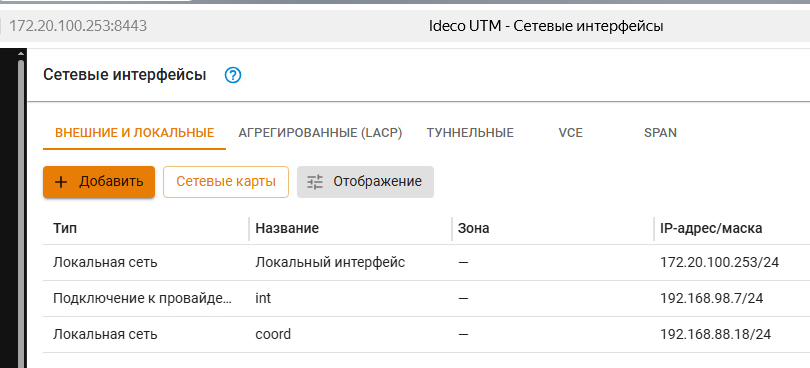 172.20.100.253:8443 Ideco UTM - Сетевые интерфейсы
Сетевые интерфейсы ?
ВНЕШНИЕ И ЛОКАЛЬНЫЕ АГРЕГИРОВАННЫЕ (LACP) ТУННЕЛЬНЫЕ VCE SPAN
+ Добавить Сетевые карты Отображение
Тип Название Зона IP-адрес/маска
Локальная сеть Локальный интерфейс — 172.20.100.253/24
Подключение к провайде... int — 192.168.98.7/24
Локальная сеть coord — 192.168.88.18/24